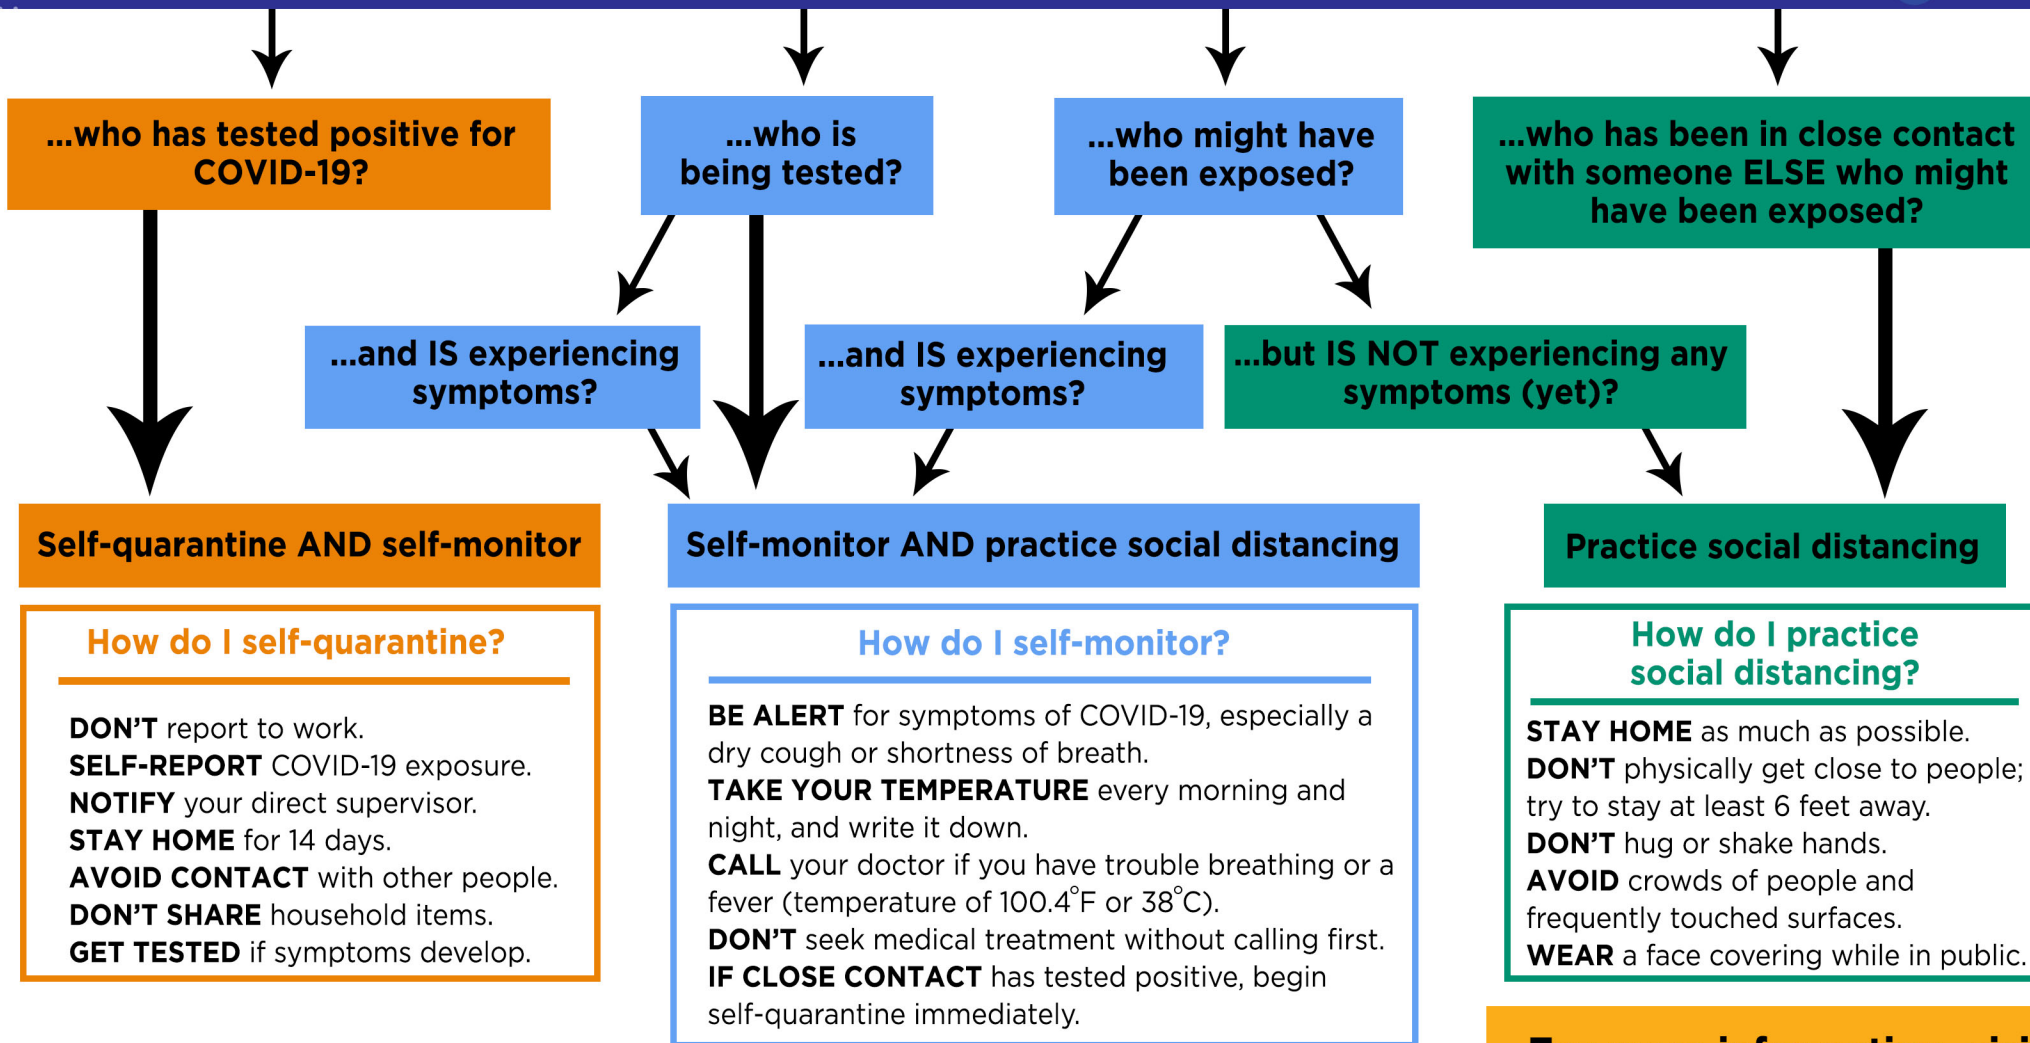 ...who has tested positive for
COVID-19?
...who is
being tested?
...who might have
been exposed?
...who has been in close contact
with someone ELSE who might
have been exposed?
...and IS experiencing
symptoms?
...and IS experiencing
symptoms?
...but IS NOT experiencing any
symptoms (yet)?
Self-quarantine AND self-monitor
Self-monitor AND practice social distancing
Practice social distancing
How do I self-quarantine?
DON'T report to work.
SELF-REPORT COVID-19 exposure.
NOTIFY your direct supervisor.
STAY HOME for 14 days.
AVOID CONTACT with other people.
DON'T SHARE household items.
GET TESTED if symptoms develop.
How do I self-monitor?
BE ALERT for symptoms of COVID-19, especially a
dry cough or shortness of breath.
TAKE YOUR TEMPERATURE every morning and
night, and write it down.
CALL your doctor if you have trouble breathing or a
fever (temperature of 100.4°F or 38°C).
DON'T seek medical treatment without calling first.
IF CLOSE CONTACT has tested positive, begin
self-quarantine immediately.
How do I practice
social distancing?
STAY HOME as much as possible.
DON'T physically get close to people;
try to stay at least 6 feet away.
DON'T hug or shake hands.
AVOID crowds of people and
frequently touched surfaces.
WEAR a face covering while in public.